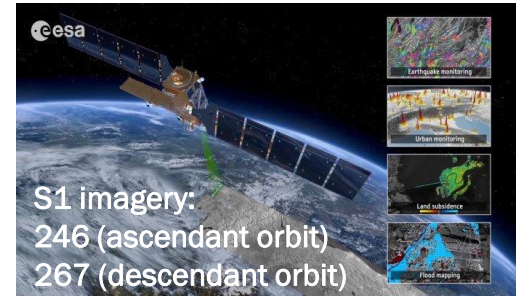 esa
Earthquake monitoring
Urban monitoring
Land subsidence
Flood mapping
S1 imagery:
246 (ascendant orbit)
267 (descendant orbit)